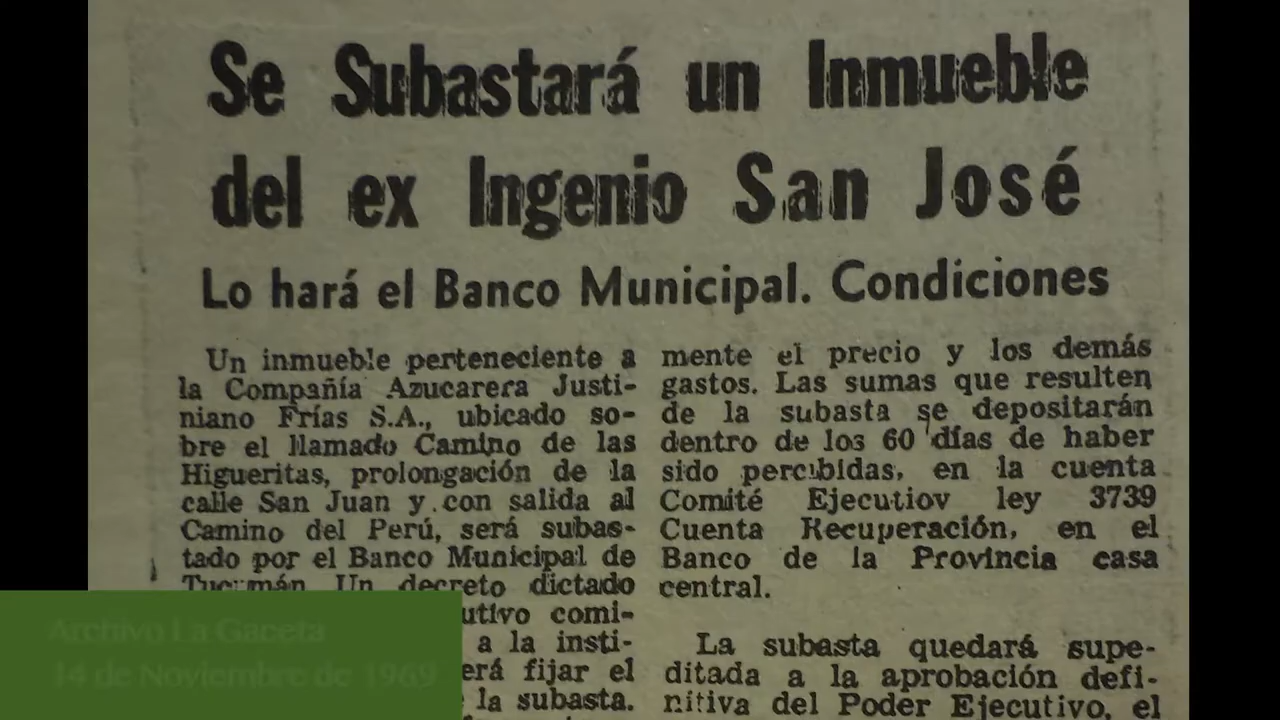 Se Subastará un Inmueble
del ex Ingenio San José
Lo hará el Banco Municipal. Condiciones
Un inmueble perteneciente a
la Compañía Azucarera Justi-
niano Frías S.A., ubicado so-
bre el llamado Camino de las
Higueritas, prolongación de la
calle San Juan y con salida al
Camino del Perú, será subas-
tado por el Banco Municipal de
Tucumán. Un decreto dictado
utivo comi-
a la insti-
erá fijar el
la subasta.
mente el precio y los demás
gastos. Las sumas que resulten
de la subasta se depositarán
dentro de los 60 días de haber
sido percibidas, en la cuenta
Comité Ejecutiov ley 3739
Cuenta Recuperación, en el
Banco de la Provincia casa
central.
La subasta quedará supe-
ditada a la aprobación defi-
nitiva del Poder Ejecutivo, el
Archivo La Gaceta
14 de Noviembre de 1969